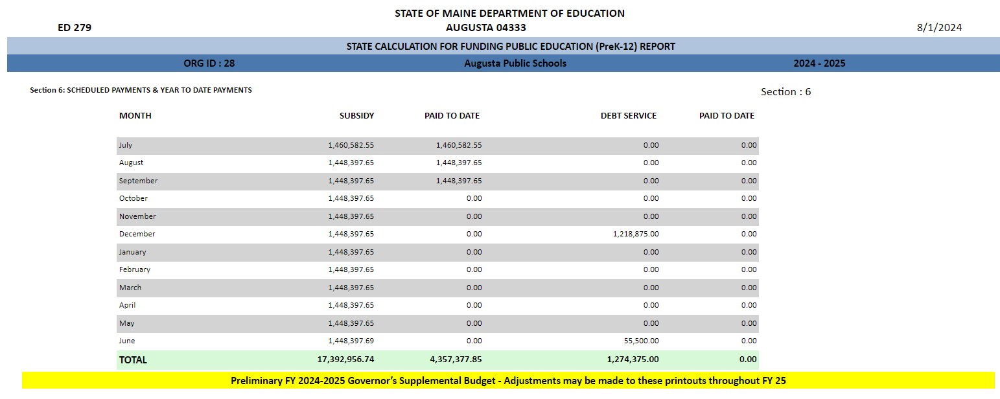 STATE OF MAINE DEPARTMENT OF EDUCATION
ED 279 AUGUSTA 04333 8/1/2024
STATE CALCULATION FOR FUNDING PUBLIC EDUCATION (PreK-12) REPORT
ORG ID : 28 Augusta Public Schools 2024 - 2025
Section 6: SCHEDULED PAYMENTS & YEAR TO DATE PAYMENTS Section : 6
MONTH SUBSIDY PAID TO DATE DEBT SERVICE PAID TO DATE
July 1,460,582.55 1,460,582.55 0.00 0.00
August 1,448,397.65 1,448,397.65 0.00 0.00
September 1,448,397.65 1,448,397.65 0.00 0.00
October 1,448,397.65 0.00 0.00 0.00
November 1,448,397.65 0.00 0.00 0.00
December 1,448,397.65 0.00 1,218,875.00 0.00
January 1,448,397.65 0.00 0.00 0.00
February 1,448,397.65 0.00 0.00 0.00
March 1,448,397.65 0.00 0.00 0.00
April 1,448,397.65 0.00 0.00 0.00
May 1,448,397.65 0.00 0.00 0.00
June 1,448,397.69 0.00 55,500.00 0.00
TOTAL 17,392,956.74 4,357,377.85 1,274,375.00 0.00
Preliminary FY 2024-2025 Governor’s Supplemental Budget - Adjustments may be made to these printouts throughout FY 25